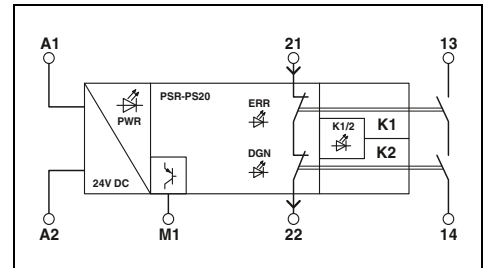 A1 21 13
PSR-PS20
PWR
ERR
K1/2 K1
DGN
K2
24V DC
A2 M1 22 14